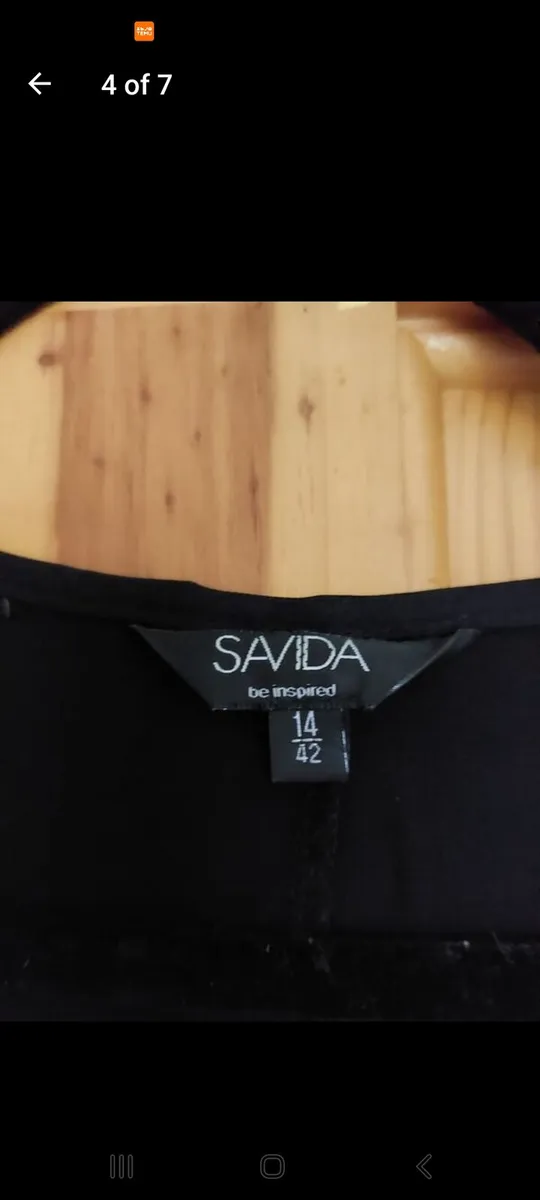 4 of 7
SAVIDA
be inspired
14
42